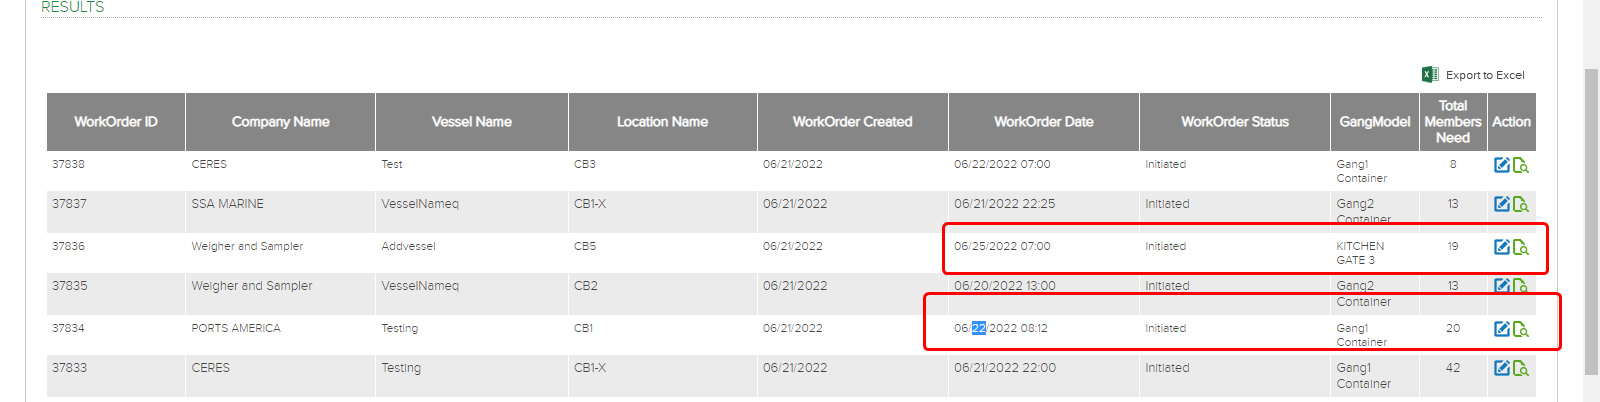 RESULTS
Export to Excel
WorkOrder ID Company Name Vessel Name Location Name WorkOrder Created WorkOrder Date WorkOrder Status GangModel Total Members Need Action
37838 CERES Test CB3 06/21/2022 06/22/2022 07:00 Initiated Gang1 Container 8
37837 SSA MARINE VesselNameq CB1-X 06/21/2022 06/21/2022 22:25 Initiated Gang2 Container 13
37836 Weigher and Sampler Addvessel CB5 06/21/2022 06/25/2022 07:00 Initiated KITCHEN GATE 3 19
37835 Weigher and Sampler VesselNameq CB2 06/21/2022 06/20/2022 13:00 Initiated Gang2 Container 13
37834 PORTS AMERICA Testing CB1 06/21/2022 06/22/2022 08:12 Initiated Gang1 Container 20
37833 CERES Testing CB1-X 06/21/2022 06/21/2022 22:00 Initiated Gang1 Container 42